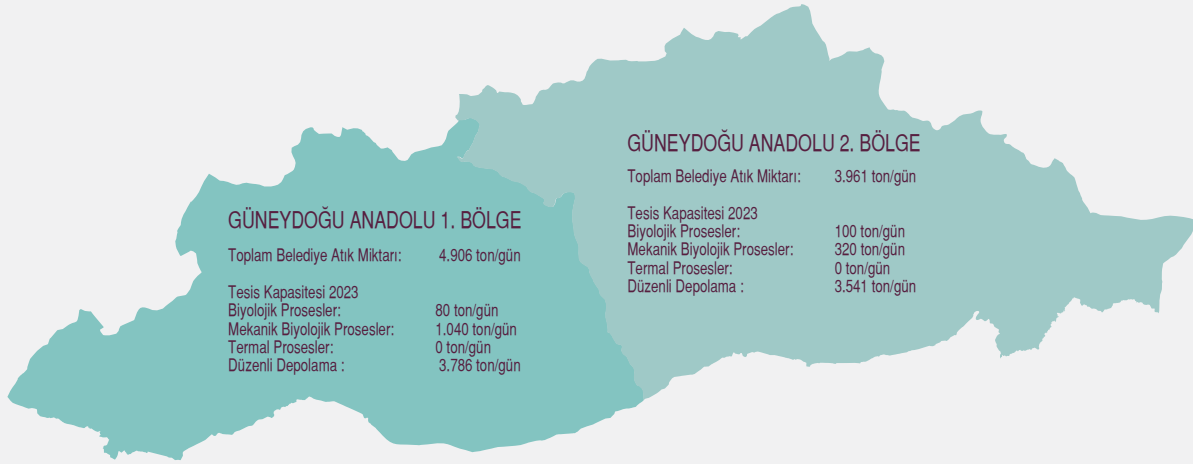 GÜNEYDOĞU ANADOLU 1. BÖLGE
Toplam Belediye Atık Miktarı: 4.906 ton/gün
Tesis Kapasitesi 2023
Biyolojik Prosesler: 80 ton/gün
Mekanik Biyolojik Prosesler: 1.040 ton/gün
Termal Prosesler: 0 ton/gün
Düzenli Depolama : 3.786 ton/gün
GÜNEYDOĞU ANADOLU 2. BÖLGE
Toplam Belediye Atık Miktarı: 3.961 ton/gün
Tesis Kapasitesi 2023
Biyolojik Prosesler: 100 ton/gün
Mekanik Biyolojik Prosesler: 320 ton/gün
Termal Prosesler: 0 ton/gün
Düzenli Depolama : 3.541 ton/gün